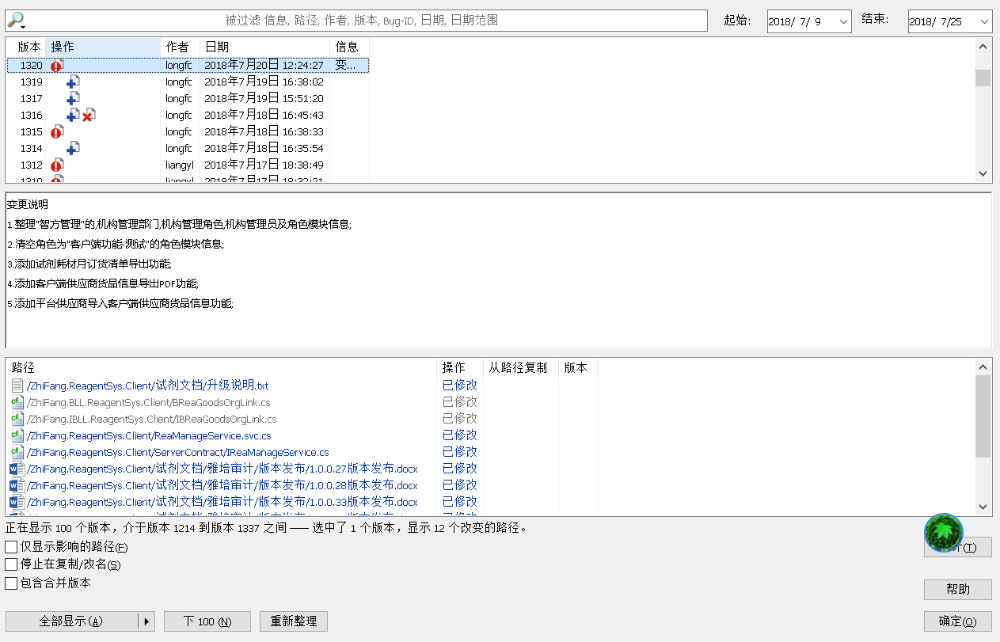 被过滤 信息, 路径, 作者, 版本, Bug-ID, 日期, 日期范围 起始: 2018/ 7/ 9 结束: 2018/ 7/25
版本 操作 作者 日期 信息
1320 longfc 2018年7月20日 12:24:27 变...
1319 longfc 2018年7月19日 16:38:02
1317 longfc 2018年7月19日 15:51:20
1316 longfc 2018年7月18日 16:45:43
1315 longfc 2018年7月18日 16:38:33
1314 longfc 2018年7月18日 16:35:54
1312 liangyl 2018年7月17日 18:38:49
1310 liangyl 2018年7月17日 18:32:21
变更说明
1.整理"智方管理"的,机构管理部门,机构管理角色,机构管理员及角色模块信息;
2.清空角色为"客户端功能-测试"的角色模块信息;
3.添加试剂耗材月订货清单导出功能;
4.添加客户端供应商货品信息导出PDF功能;
5.添加平台供应商导入客户端供应商货品信息功能;
路径 操作 从路径复制 版本
/ZhiFang.ReagentSys.Client/试剂文档/升级说明.txt 已修改
/ZhiFang.BLL.ReagentSys.Client/BReaGoodsOrgLink.cs 已修改
/ZhiFang.IBLL.ReagentSys.Client/IBReaGoodsOrgLink.cs 已修改
/ZhiFang.ReagentSys.Client/ReaManageService.svc.cs 已修改
/ZhiFang.ReagentSys.Client/ServerContract/IReaManageService.cs 已修改
/ZhiFang.ReagentSys.Client/试剂文档/雅培审计/版本发布/1.0.0.27版本发布.docx 已修改
/ZhiFang.ReagentSys.Client/试剂文档/雅培审计/版本发布/1.0.0.28版本发布.docx 已修改
/ZhiFang.ReagentSys.Client/试剂文档/雅培审计/版本发布/1.0.0.33版本发布.docx 已修改
正在显示 100 个版本，介于版本 1214 到版本 1337 之间 —— 选中了 1 个版本，显示 12 个改变的路径。
仅显示影响的路径(F)
(T)
停止在复制/改名(S)
包含合并版本
帮助
全部显示(A) 下 100 (N) 重新整理 确定(O)